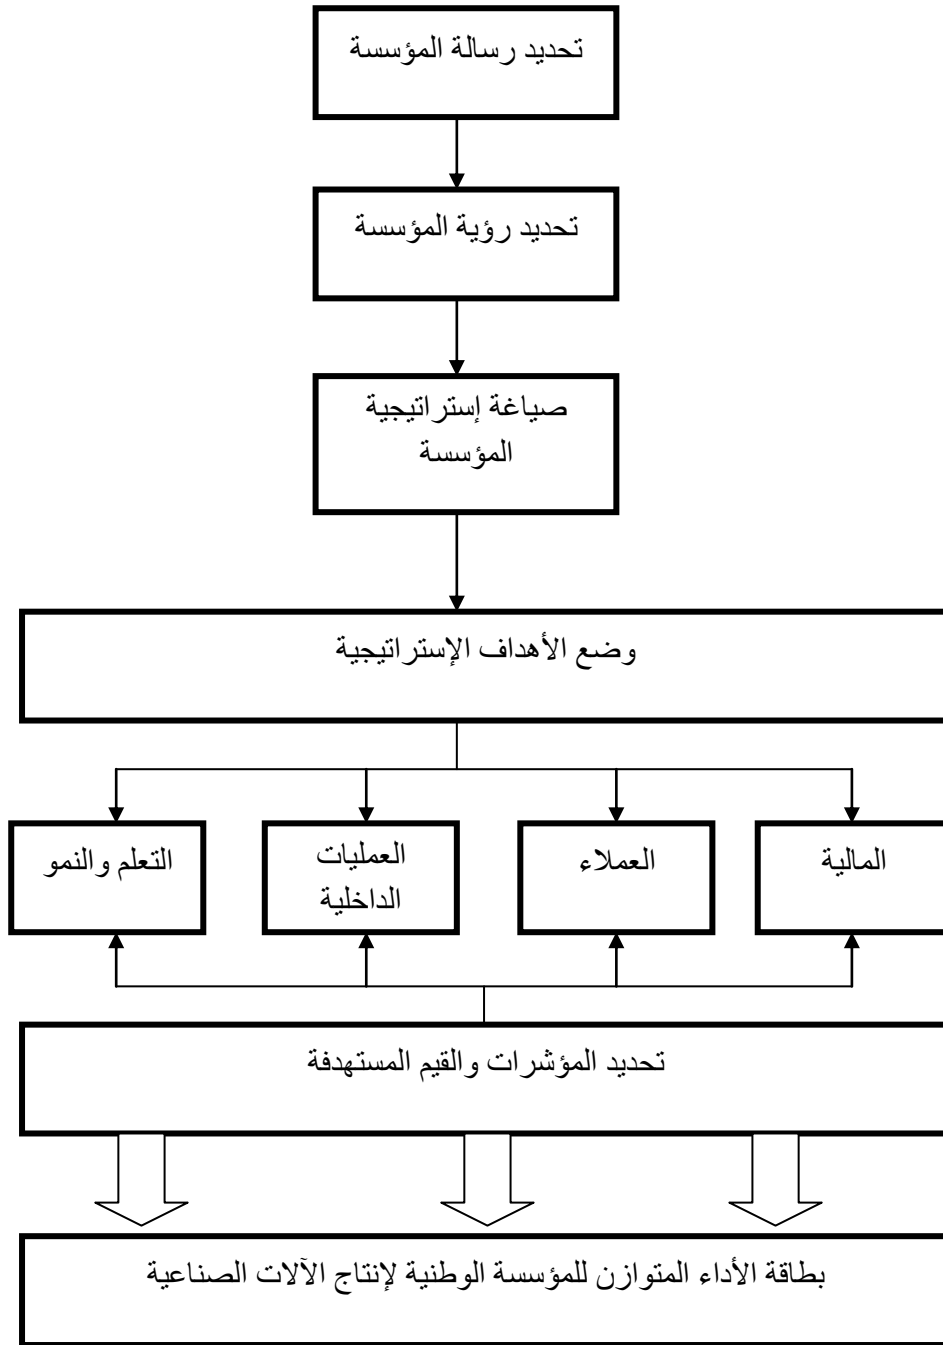 تحديد رسالة المؤسسة
تحديد رؤية المؤسسة
صياغة إستراتيجية
المؤسسة
وضع الأهداف الإستراتيجية
المالية
العملاء
العمليات
الداخلية
التعلم والنمو
تحديد المؤشرات والقيم المستهدفة
بطاقة الأداء المتوازن للمؤسسة الوطنية لإنتاج الآلات الصناعية